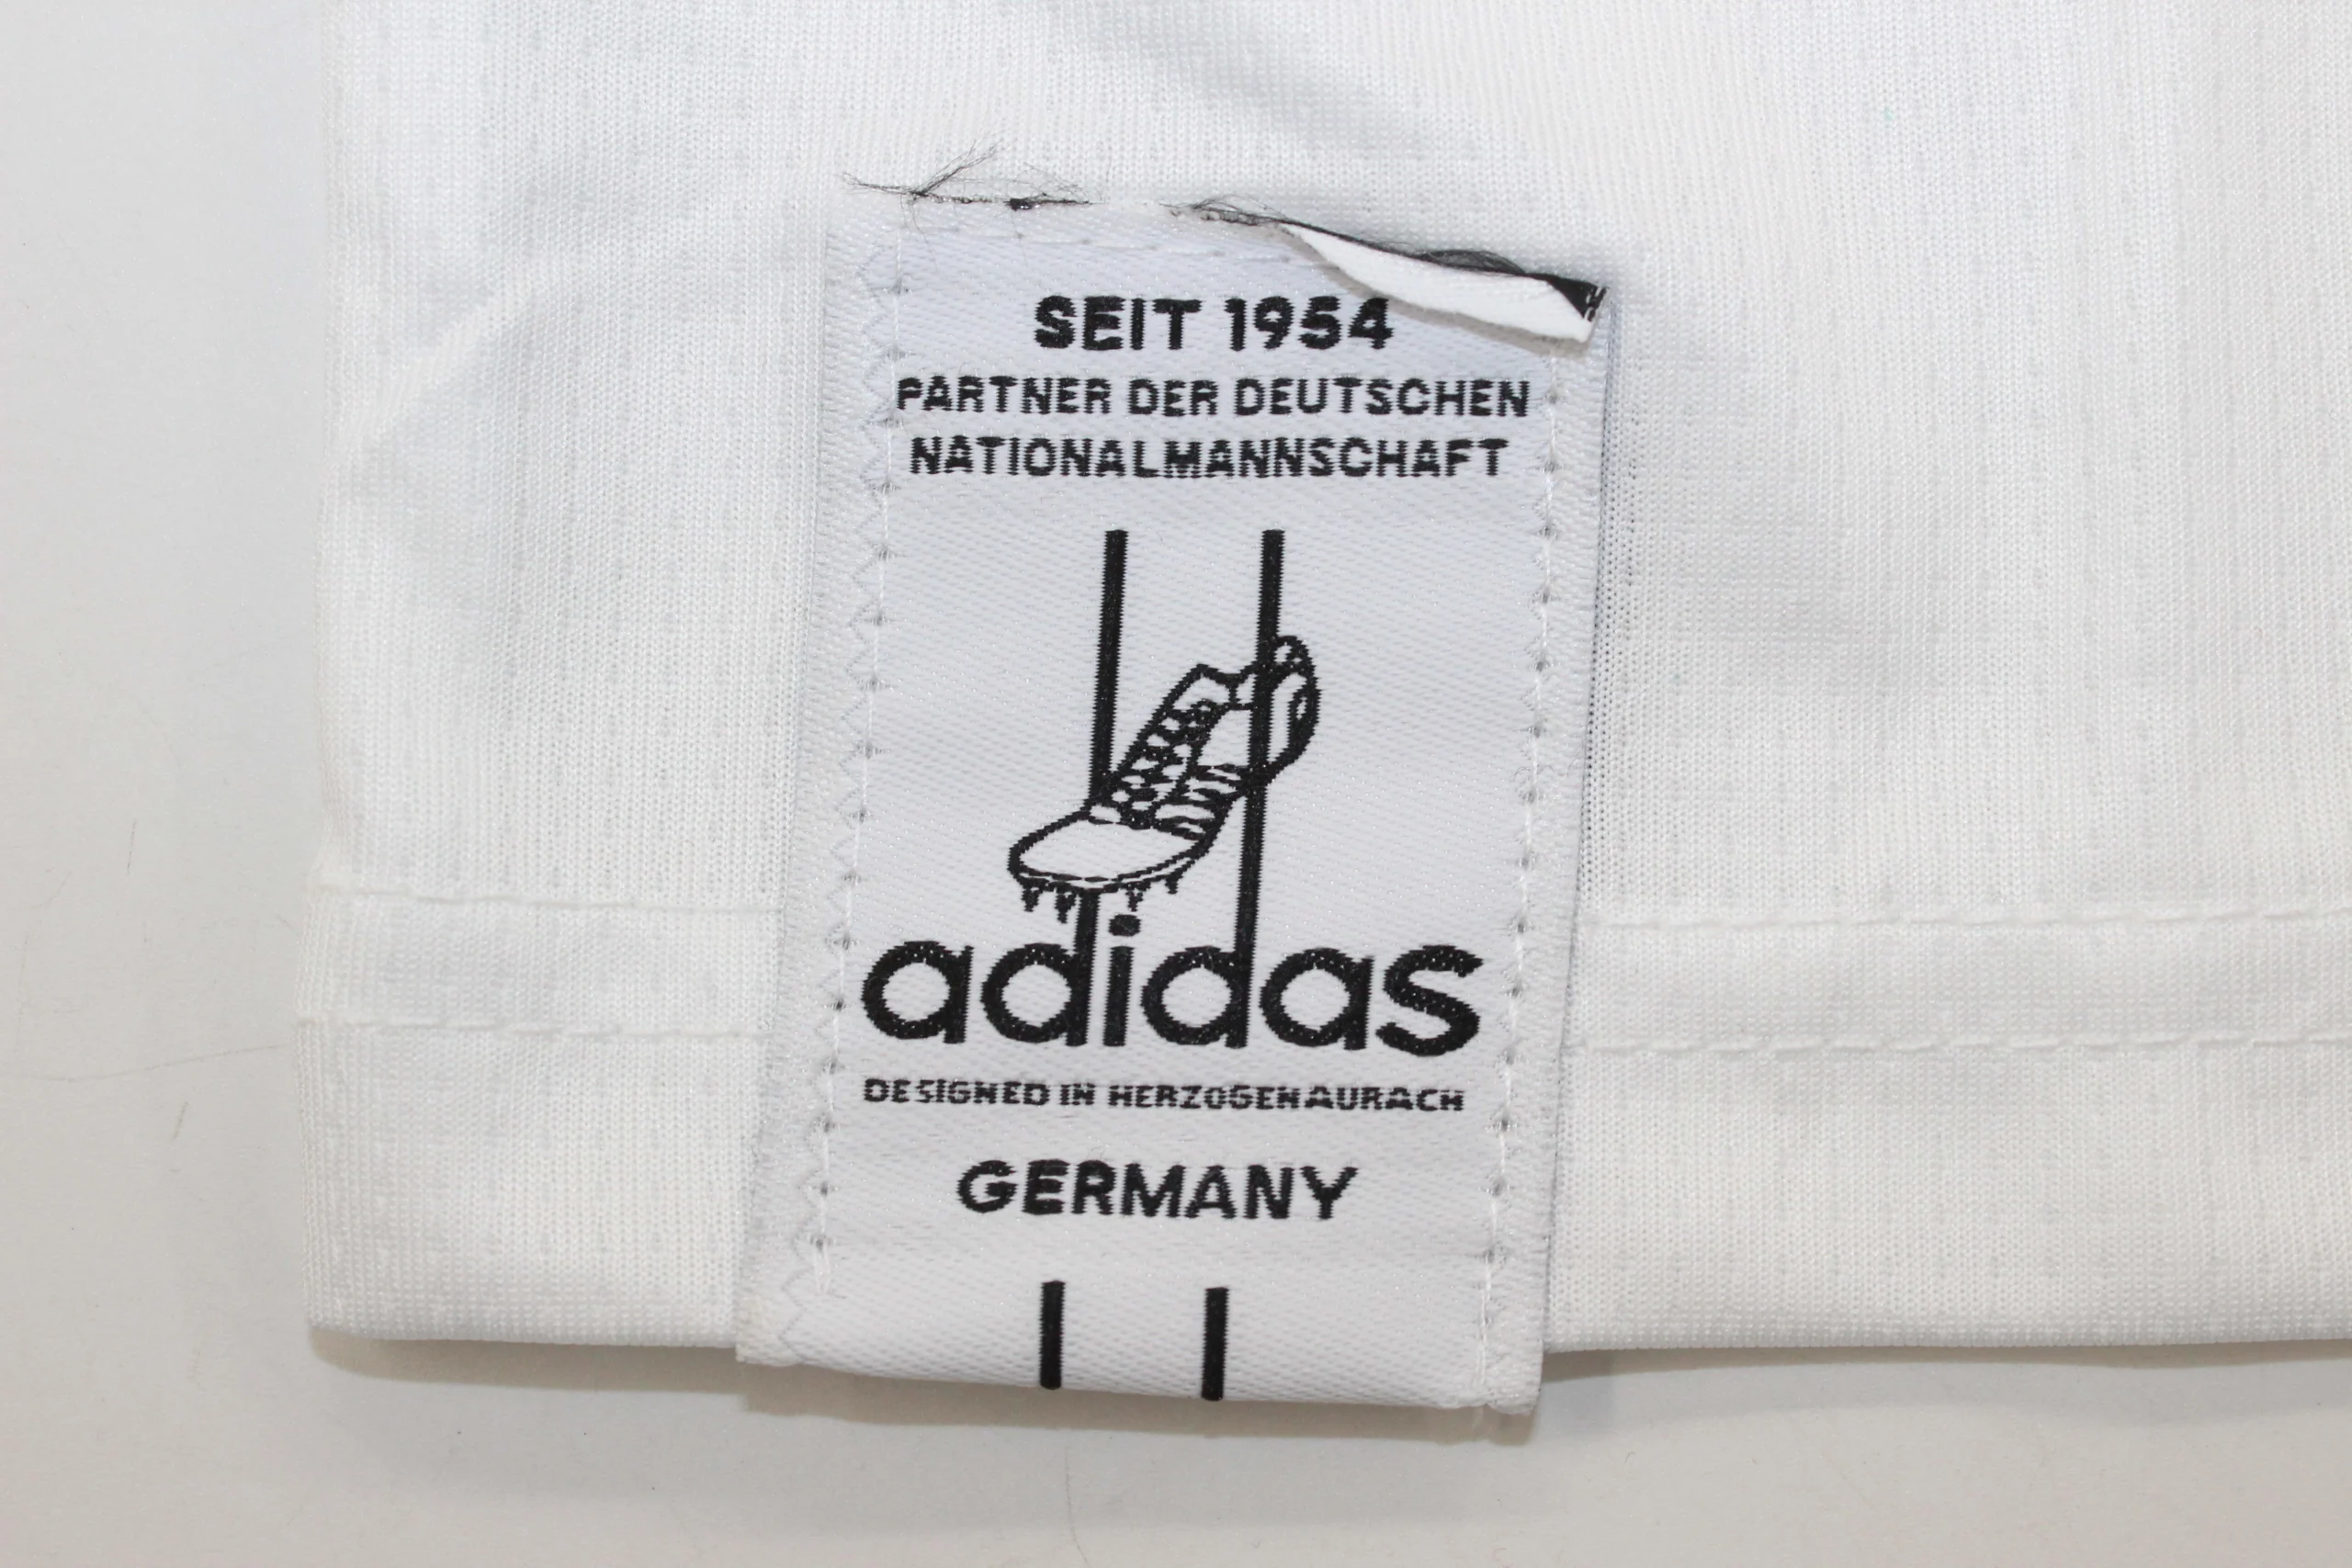 SEIT 1954
PARTNER DER DEUTSCHEN
NATIONALMANNSCHAFT
adidas
DESIGNED IN HERZOGENAURACH
GERMANY